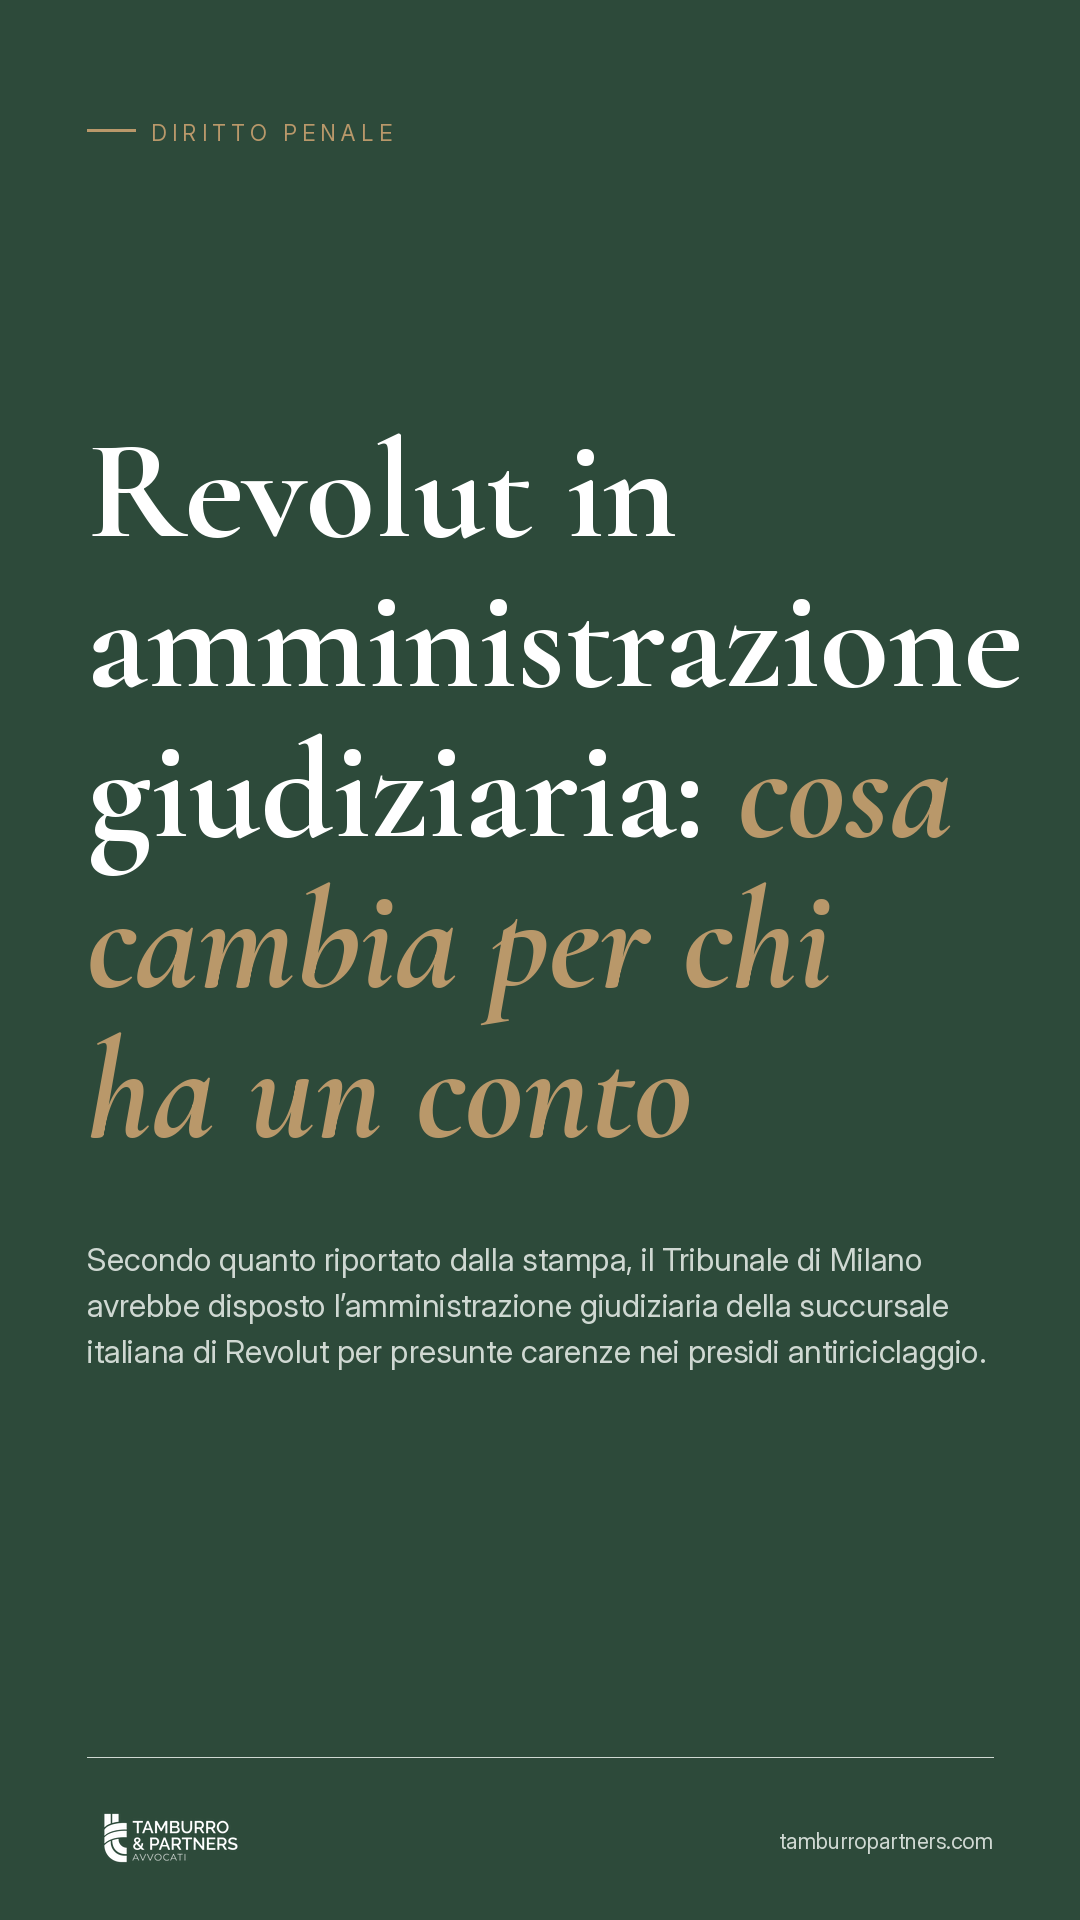 DIRITTO PENALE
Revolut in
amministrazione
giudiziaria: cosa
cambia per chi
ha un conto
Secondo quanto riportato dalla stampa, il Tribunale di Milano
avrebbe disposto l’amministrazione giudiziaria della succursale
italiana di Revolut per presunte carenze nei presidi antiriciclaggio.
TAMBURRO
& PARTNERS
AVVOCATI
tamburropartners.com